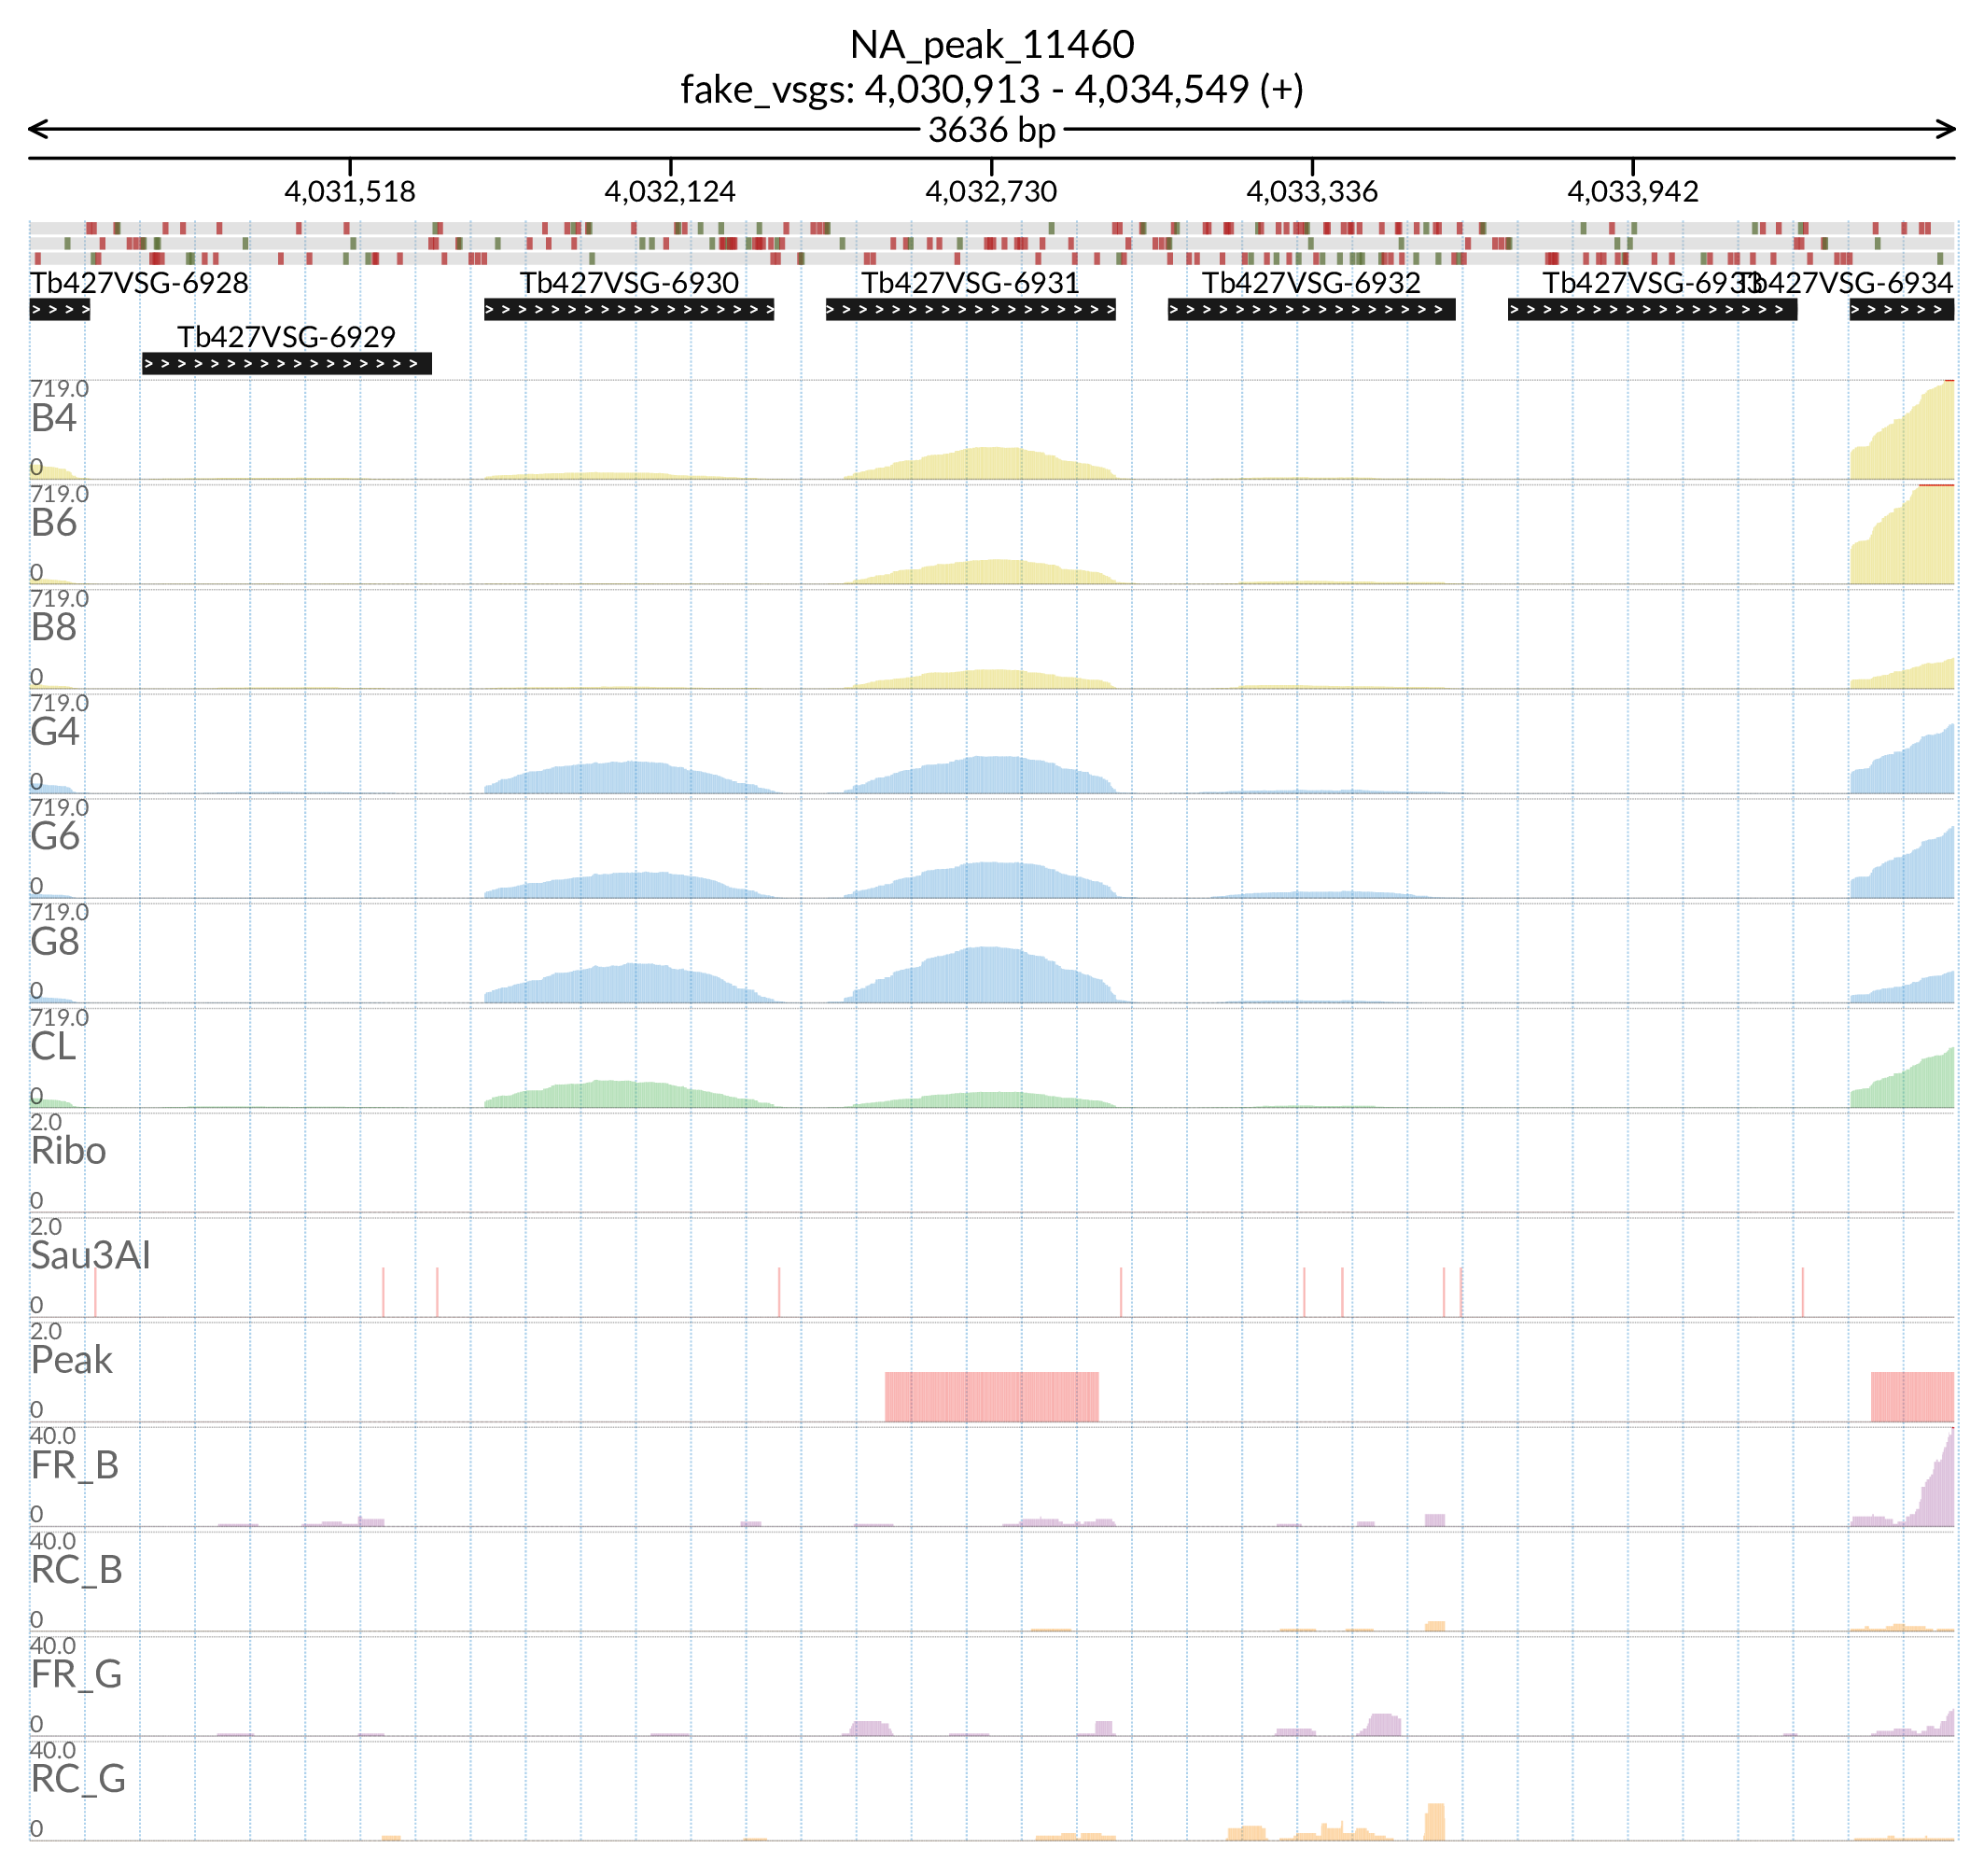 NA_peak_11460
fake_vsgs: 4,030,913 - 4,034,549 (+)
3636 bp
4,031,518 4,032,124 4,032,730 4,033,336 4,033,942
Tb427VSG-6928 Tb427VSG-6930 Tb427VSG-6931 Tb427VSG-6932 Tb427VSG-6933 Tb427VSG-6934
Tb427VSG-6929
719.0
B4
0
719.0
B6
0
719.0
B8
0
719.0
G4
0
719.0
G6
0
719.0
G8
0
719.0
CL
0
2.0
Ribo
0
2.0
Sau3AI
0
2.0
Peak
0
40.0
FR_B
0
40.0
RC_B
0
40.0
FR_G
0
40.0
RC_G
0